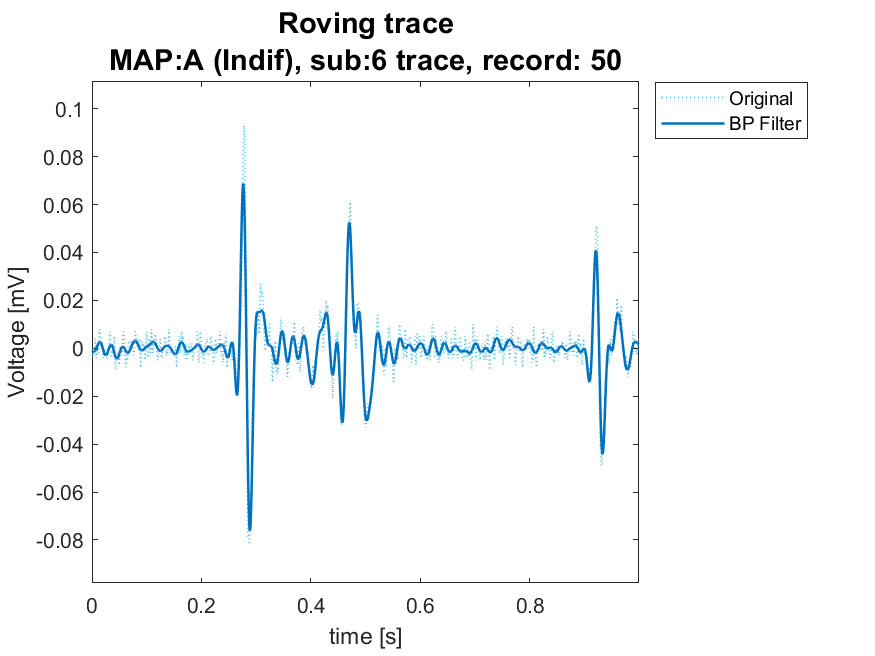 Roving trace
MAP:A (Indif), sub:6 trace, record: 50
Original
BP Filter
0.1
0.08
0.06
0.04
0.02
0
-0.02
-0.04
-0.06
-0.08
Voltage [mV]
0 0.2 0.4 0.6 0.8
time [s]